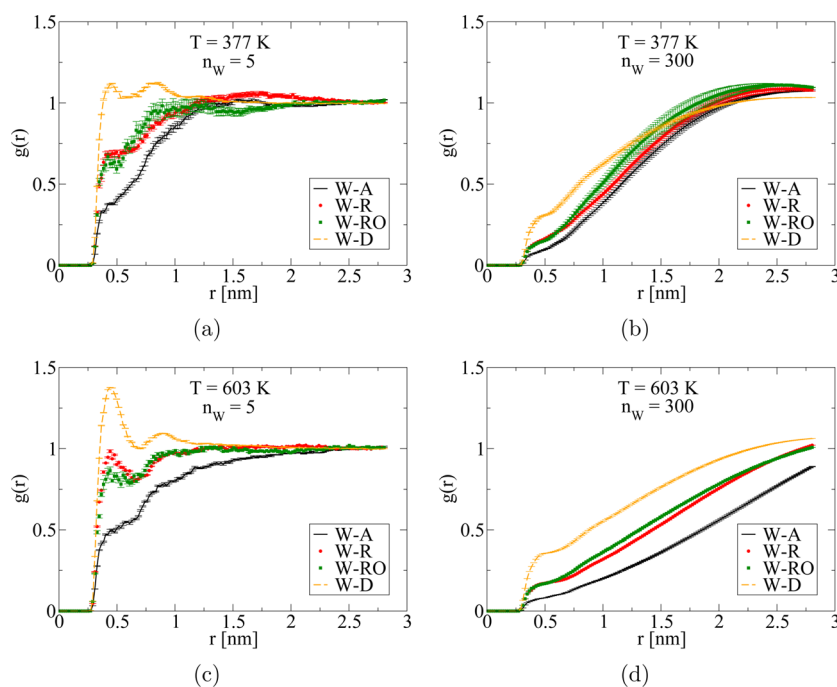 1.5
T = 377 K
n_W = 5
1
g(r)
0.5
W-A
W-R
W-RO
W-D
0
0 0.5 1 1.5 2 2.5 3
r [nm]
(a)
1.5
T = 377 K
n_W = 300
1
g(r)
0.5
W-A
W-R
W-RO
W-D
0
0 0.5 1 1.5 2 2.5 3
r [nm]
(b)
1.5
T = 603 K
n_W = 5
1
g(r)
0.5
W-A
W-R
W-RO
W-D
0
0 0.5 1 1.5 2 2.5 3
r [nm]
(c)
1.5
T = 603 K
n_W = 300
1
g(r)
0.5
W-A
W-R
W-RO
W-D
0
0 0.5 1 1.5 2 2.5 3
r [nm]
(d)